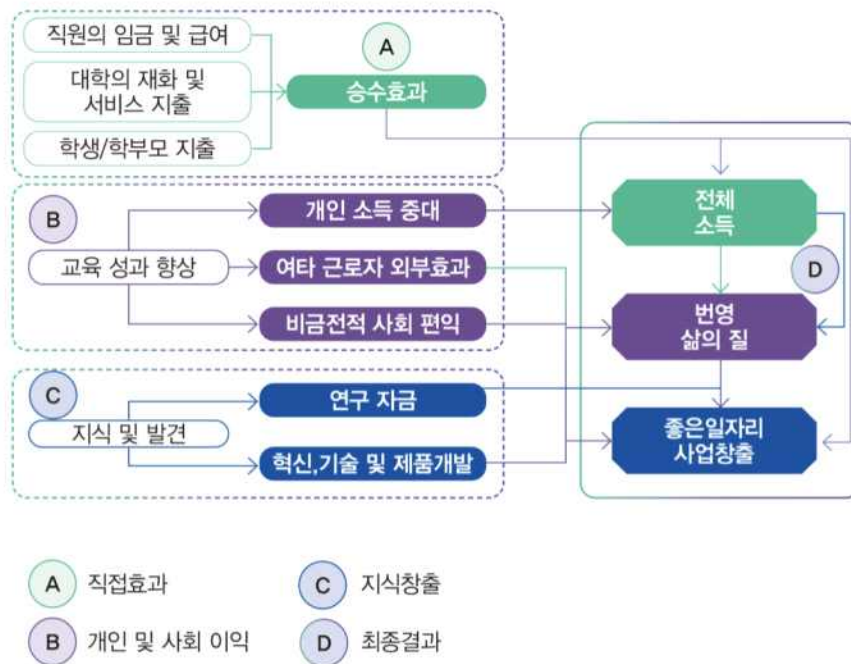 직원의 임금 및 급여
대학의 재화 및
서비스 지출
학생/학부모 지출
A
승수효과
B
교육 성과 향상
개인 소득 중대
여타 근로자 외부효과
비금전적 사회 편익
C
지식 및 발견
연구 자금
혁신,기술 및 제품개발
전체
소득
D
번영
삶의 질
좋은일자리
사업창출
A 직접효과
C 지식창출
B 개인 및 사회 이익
D 최종결과